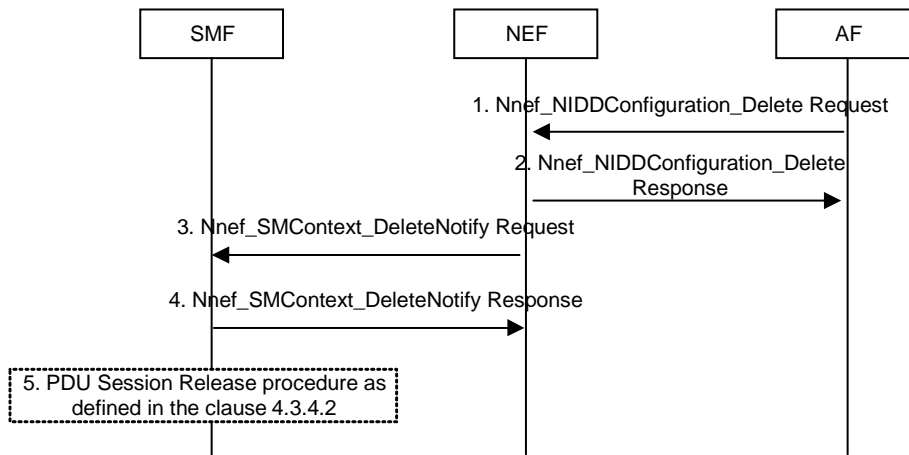 SMF
NEF
AF
1. Nnef_NIDDConfiguration_Delete Request
2. Nnef_NIDDConfiguration_Delete
Response
3. Nnef_SMContext_DeleteNotify Request
4. Nnef_SMContext_DeleteNotify Response
5. PDU Session Release procedure as
defined in the clause 4.3.4.2